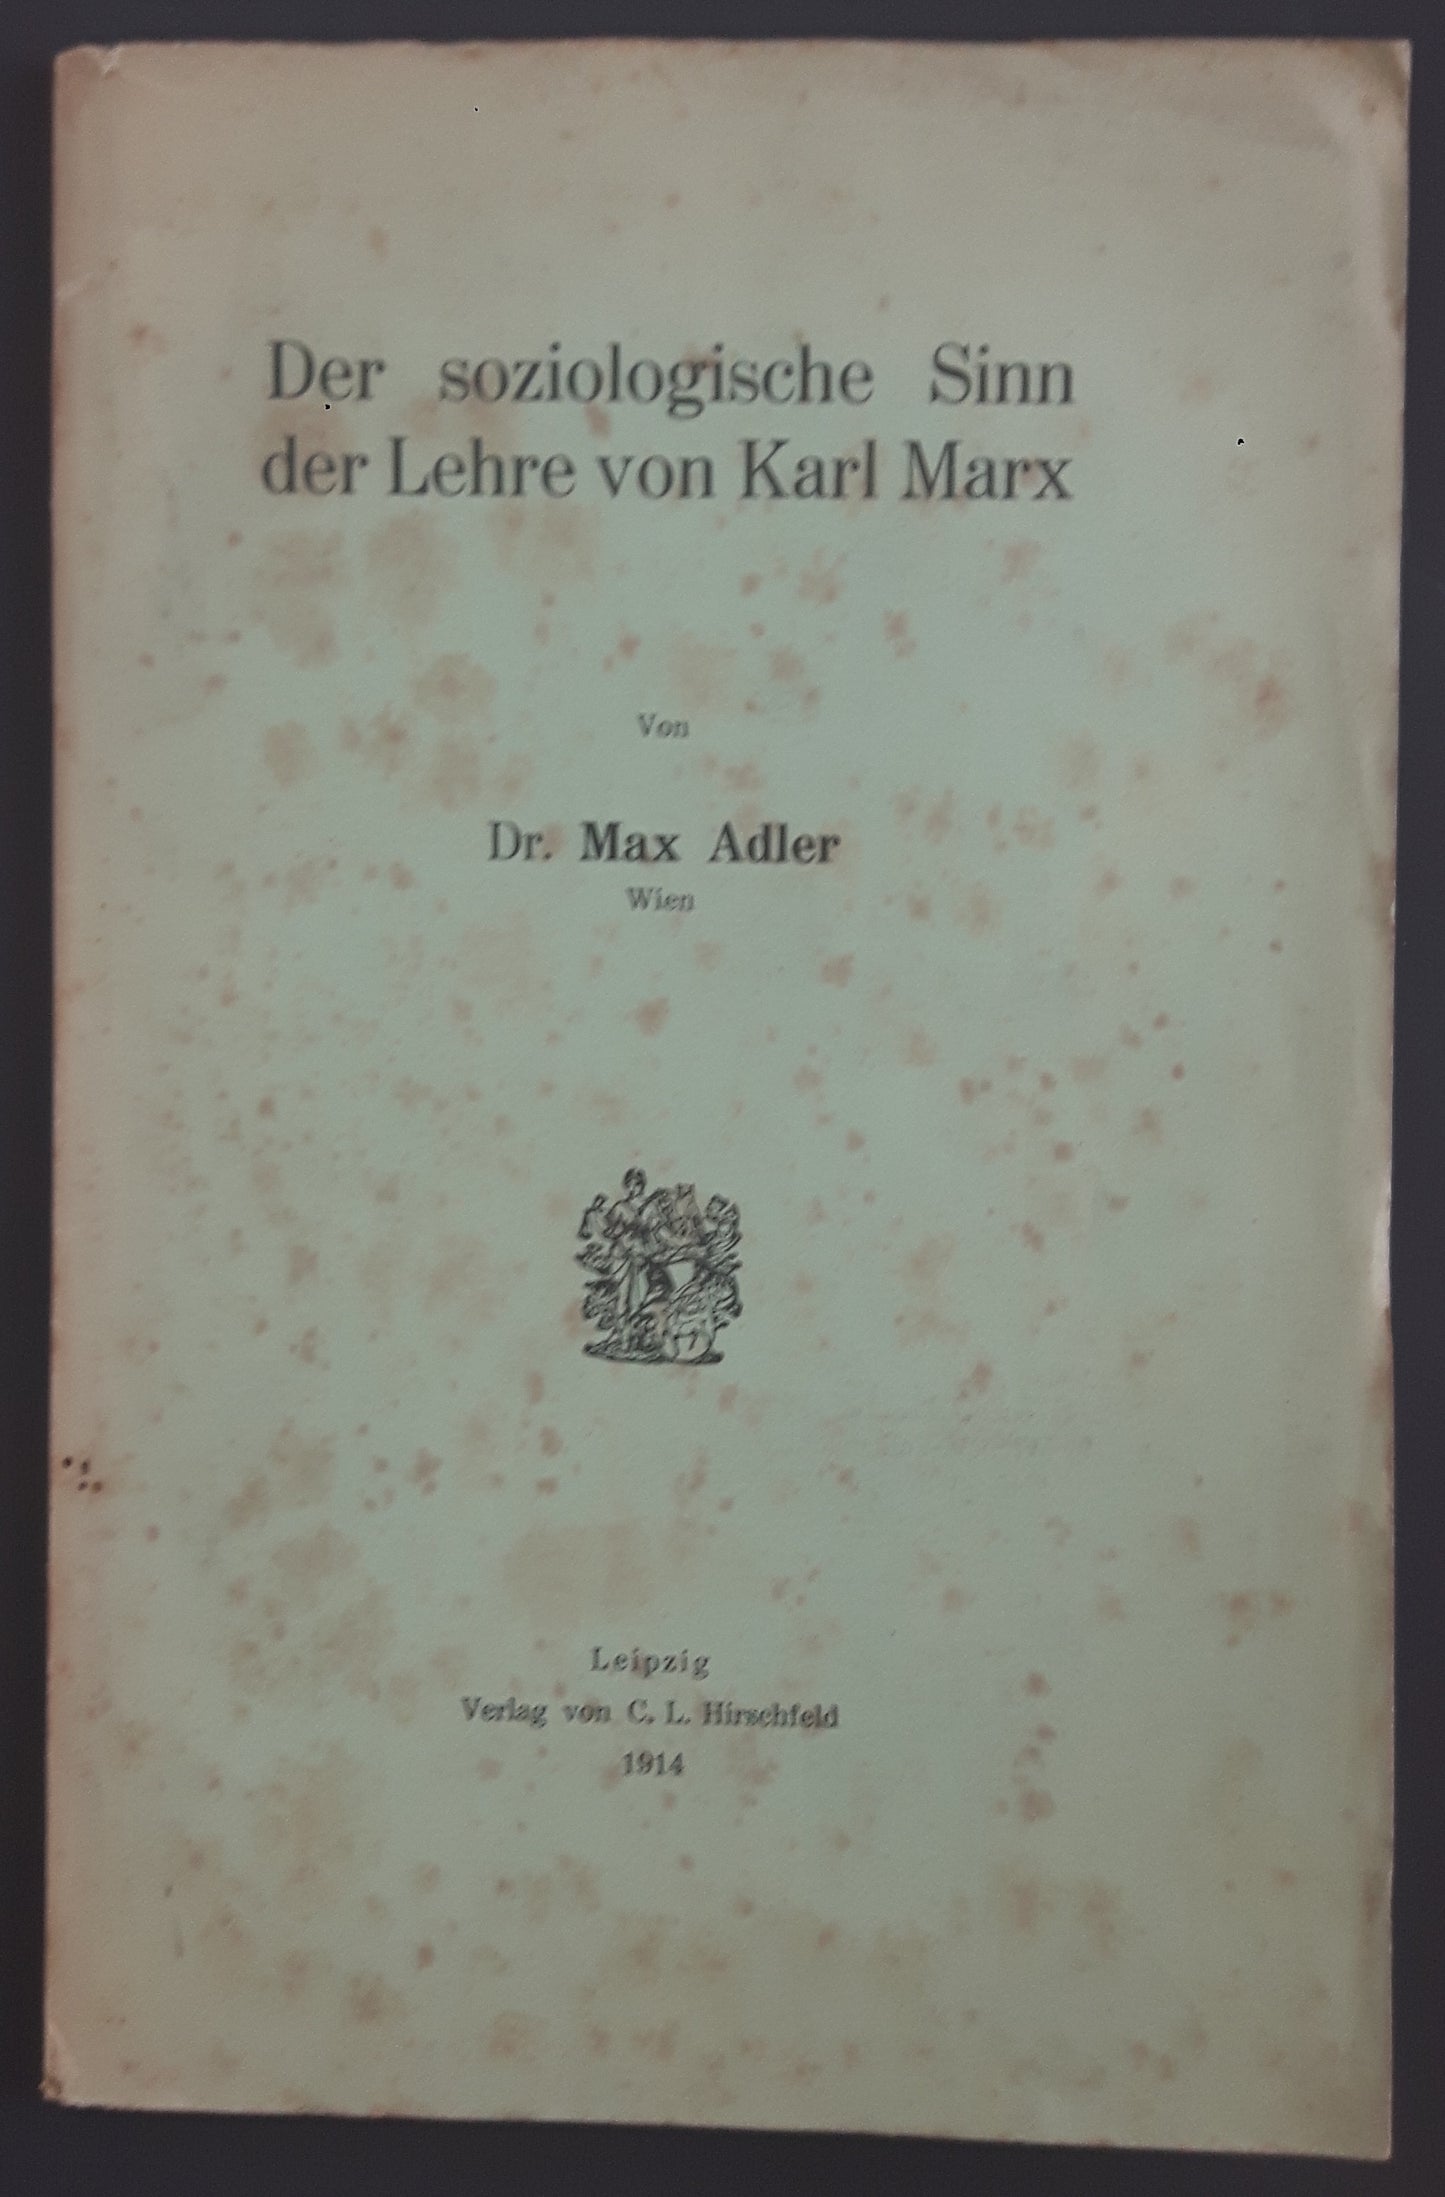 Der soziologische Sinn
der Lehre von Karl Marx
Von
Dr. Max Adler
Wien
Leipzig
Verlag von C. L. Hirschfeld
1914